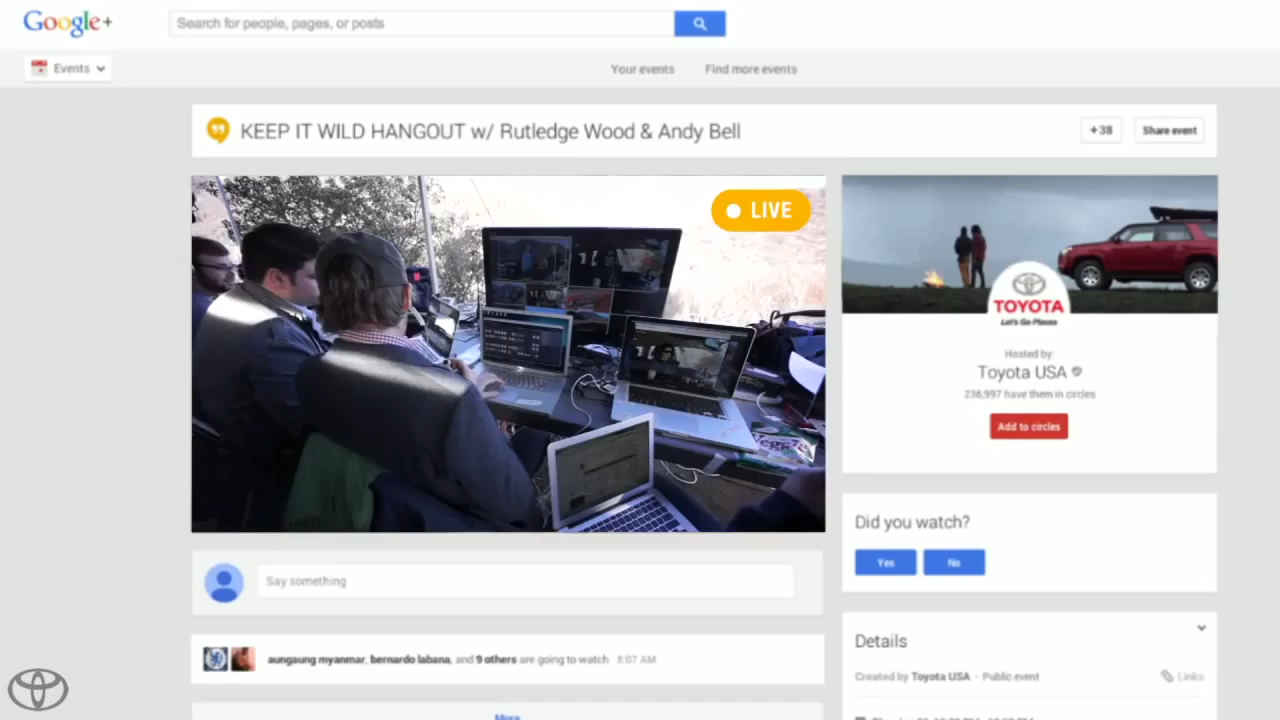 Google+
Search for people, pages, or posts
Events
Your events
Find more events
KEEP IT WILD HANGOUT w/ Rutledge Wood & Andy Bell
+38
Share event
LIVE
TOYOTA
Let's Go Places
Hosted by:
Toyota USA
236,997 have them in circles
Add to circles
Veggie
Did you watch?
Yes
No
Say something
Details
aungaung myanmar, bernardo labana, and 9 others are going to watch 8:07 AM
Created by Toyota USA · Public event
Links
More